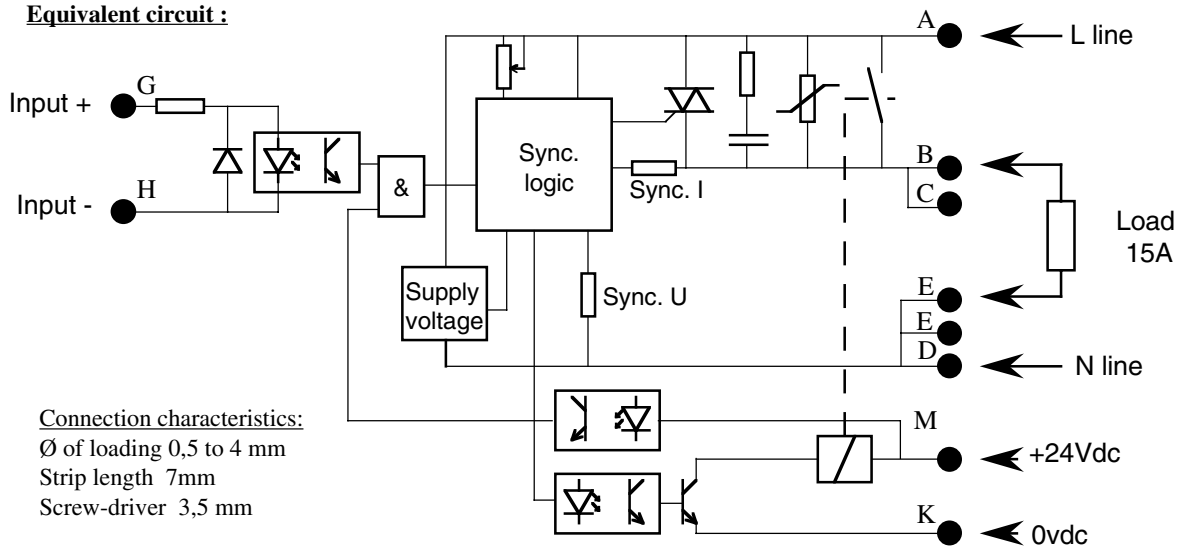 Equivalent circuit :
A
L line
G
Input +
Sync.
logic
B
&
H
Input -
Sync. I
C
Load
15A
Supply
voltage
Sync. U
E
E
D
N line
Connection characteristics:
Ø of loading 0,5 to 4 mm
Strip length 7mm
Screw-driver 3,5 mm
M
+24Vdc
K
0vdc